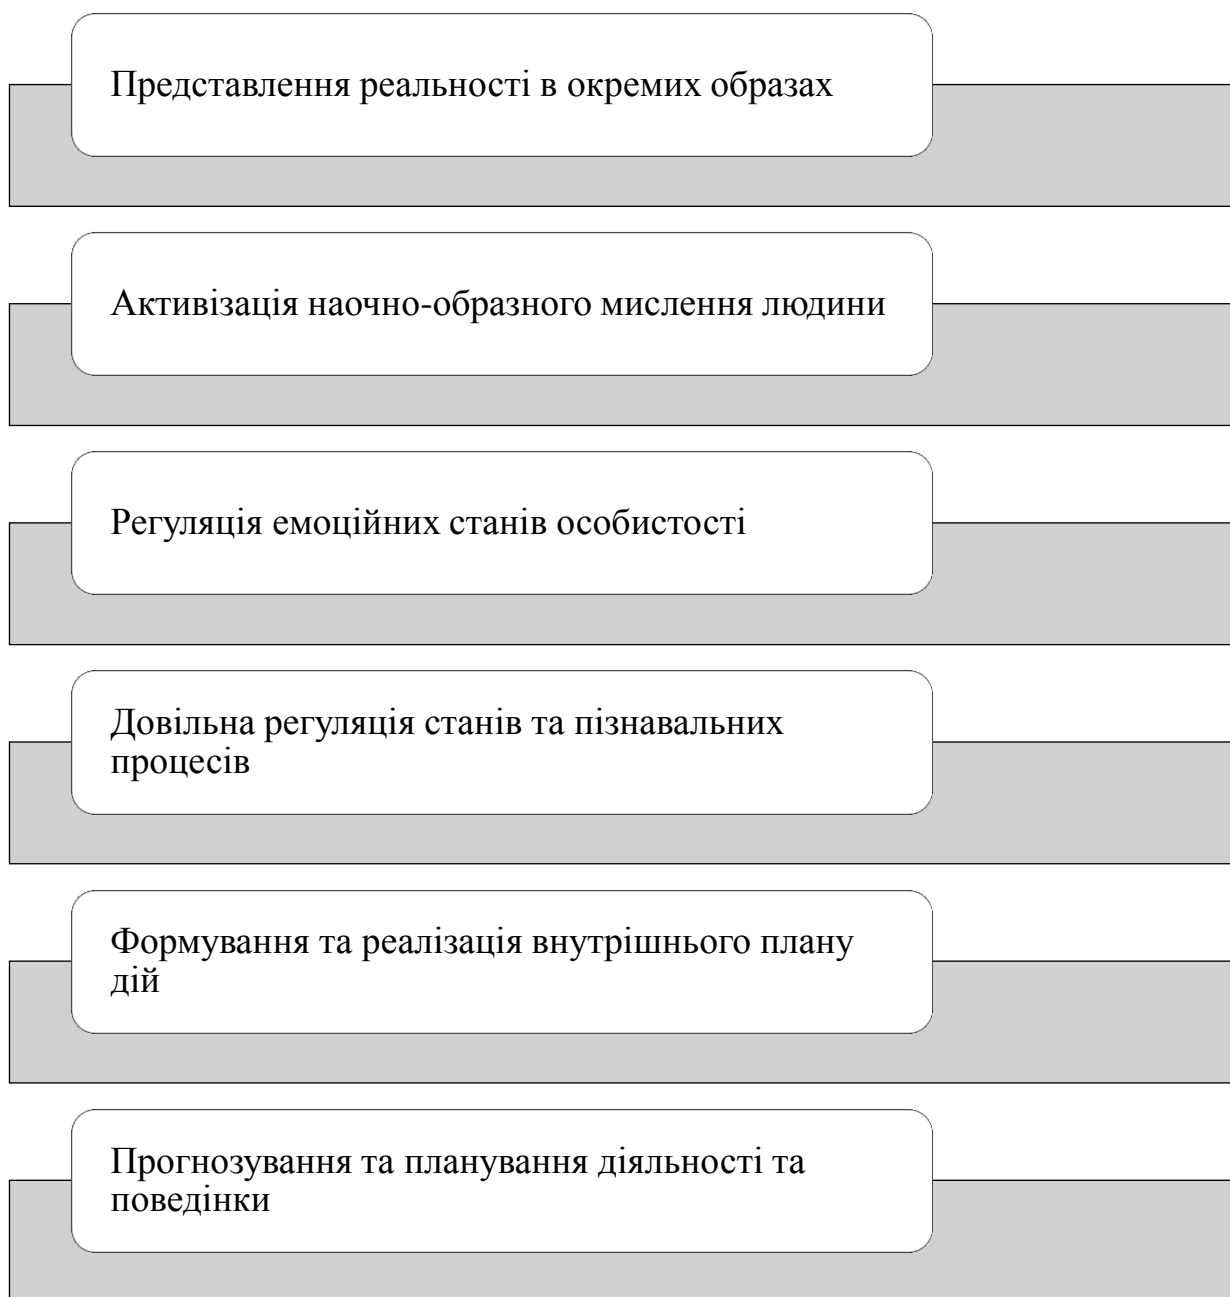 Представлення реальності в окремих образах
Активізація наочно-образного мислення людини
Регуляція емоційних станів особистості
Довільна регуляція станів та пізнавальних
процесів
Формування та реалізація внутрішнього плану
дій
Прогнозування та планування діяльності та
поведінки